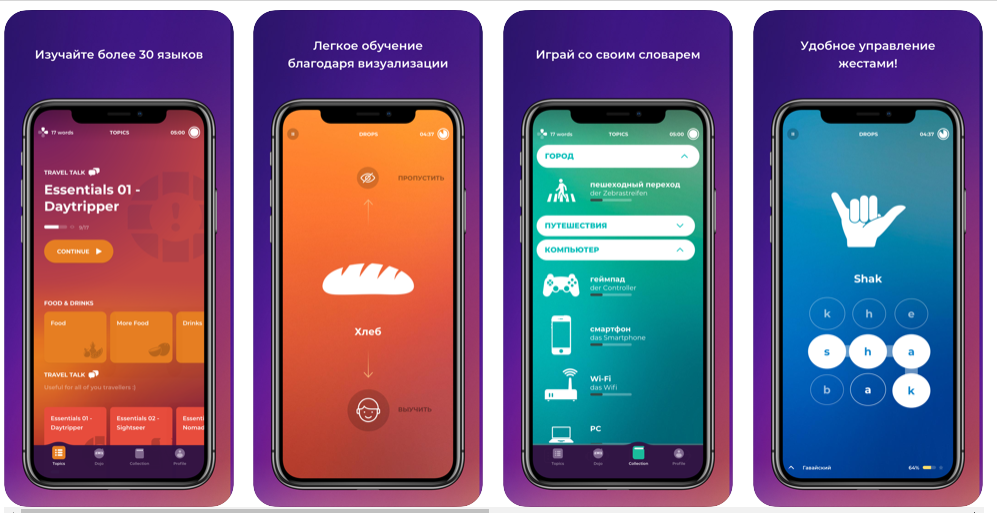 Изучайте более 30 языков
17 words
TOPICS
05:00
TRAVEL TALK
Essentials 01 -
Daytripper
CONTINUE
FOOD & DRINKS
Food
More Food
Drinks
TRAVEL TALK
Useful for all of you travellers :)
Essentials 01 -
Daytripper
Essentials 02 -
Sightseer
Essenti
Nomad
Topics
Dojo
Collection
Profile
Легкое обучение
благодаря визуализации
DROPS
04:37
ПРОПУСТИТЬ
Хлеб
ВЫУЧИТЬ
Играй со своим словарем
17 words
TOPICS
05:00
ГОРОД
пешеходный переход
der Zebrastreifen
ПУТЕШЕСТВИЯ
КОМПЬЮТЕР
геймпад
der Controller
смартфон
das Smartphone
Wi-Fi
das Wifi
PC
Topics
Dojo
Collection
Profile
Удобное управление
жестами!
DROPS
04:37
Shak
k h e
s h a
b a k
Гавайский
64%